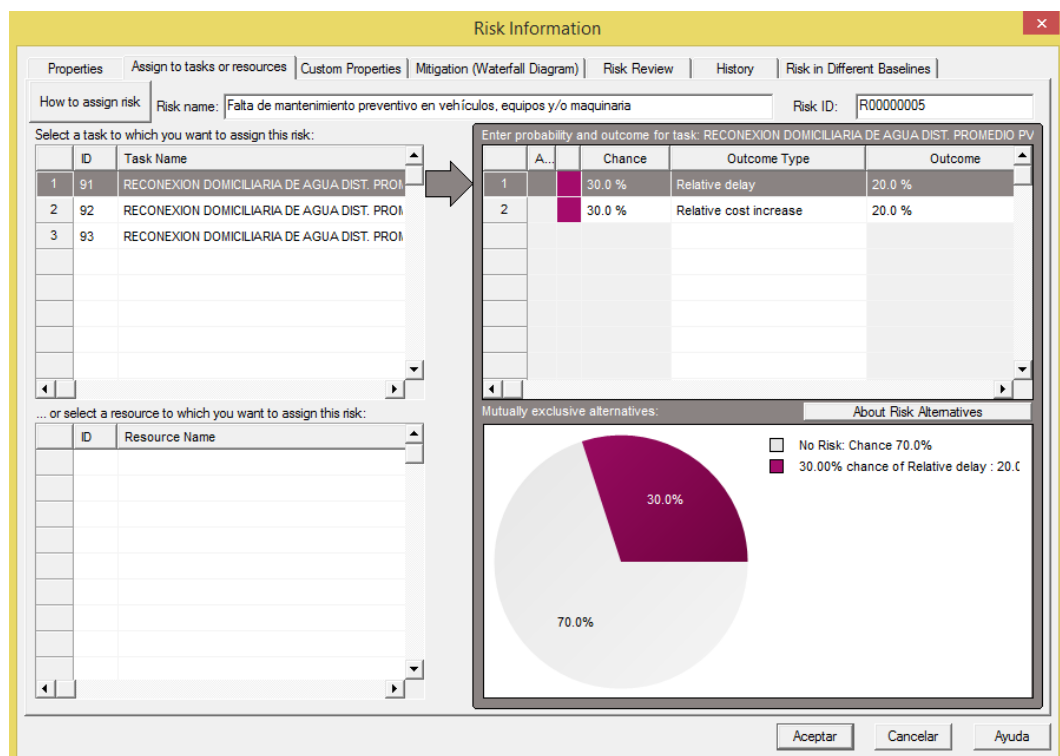 Risk Information
×
Properties
Assign to tasks or resources
Custom Properties
Mitigation (Waterfall Diagram)
Risk Review
History
Risk in Different Baselines
How to assign risk
Risk name: Falta de mantenimiento preventivo en vehículos, equipos y/o maquinaria
Risk ID: R00000005
Select a task to which you want to assign this risk:
ID Task Name
1 91 RECONEXION DOMICILIARIA DE AGUA DIST.
2 92 RECONEXION DOMICILIARIA DE AGUA DIST.
3 93 RECONEXION DOMICILIARIA DE AGUA DIST.
Enter probability and outcome for task: RECONEXION DOMICILIARIA DE AGUA DIST. PROMEDIO PV
A... Chance Outcome Type Outcome
1 30.0 % Relative delay 20.0 %
2 30.0 % Relative cost increase 20.0 %
... or select a resource to which you want to assign this risk:
ID Resource Name
Mutually exclusive alternatives:
About Risk Alternatives
30.0%
70.0%
No Risk: Chance 70.0%
30.00% chance of Relative delay : 20.0
Aceptar
Cancelar
Ayuda